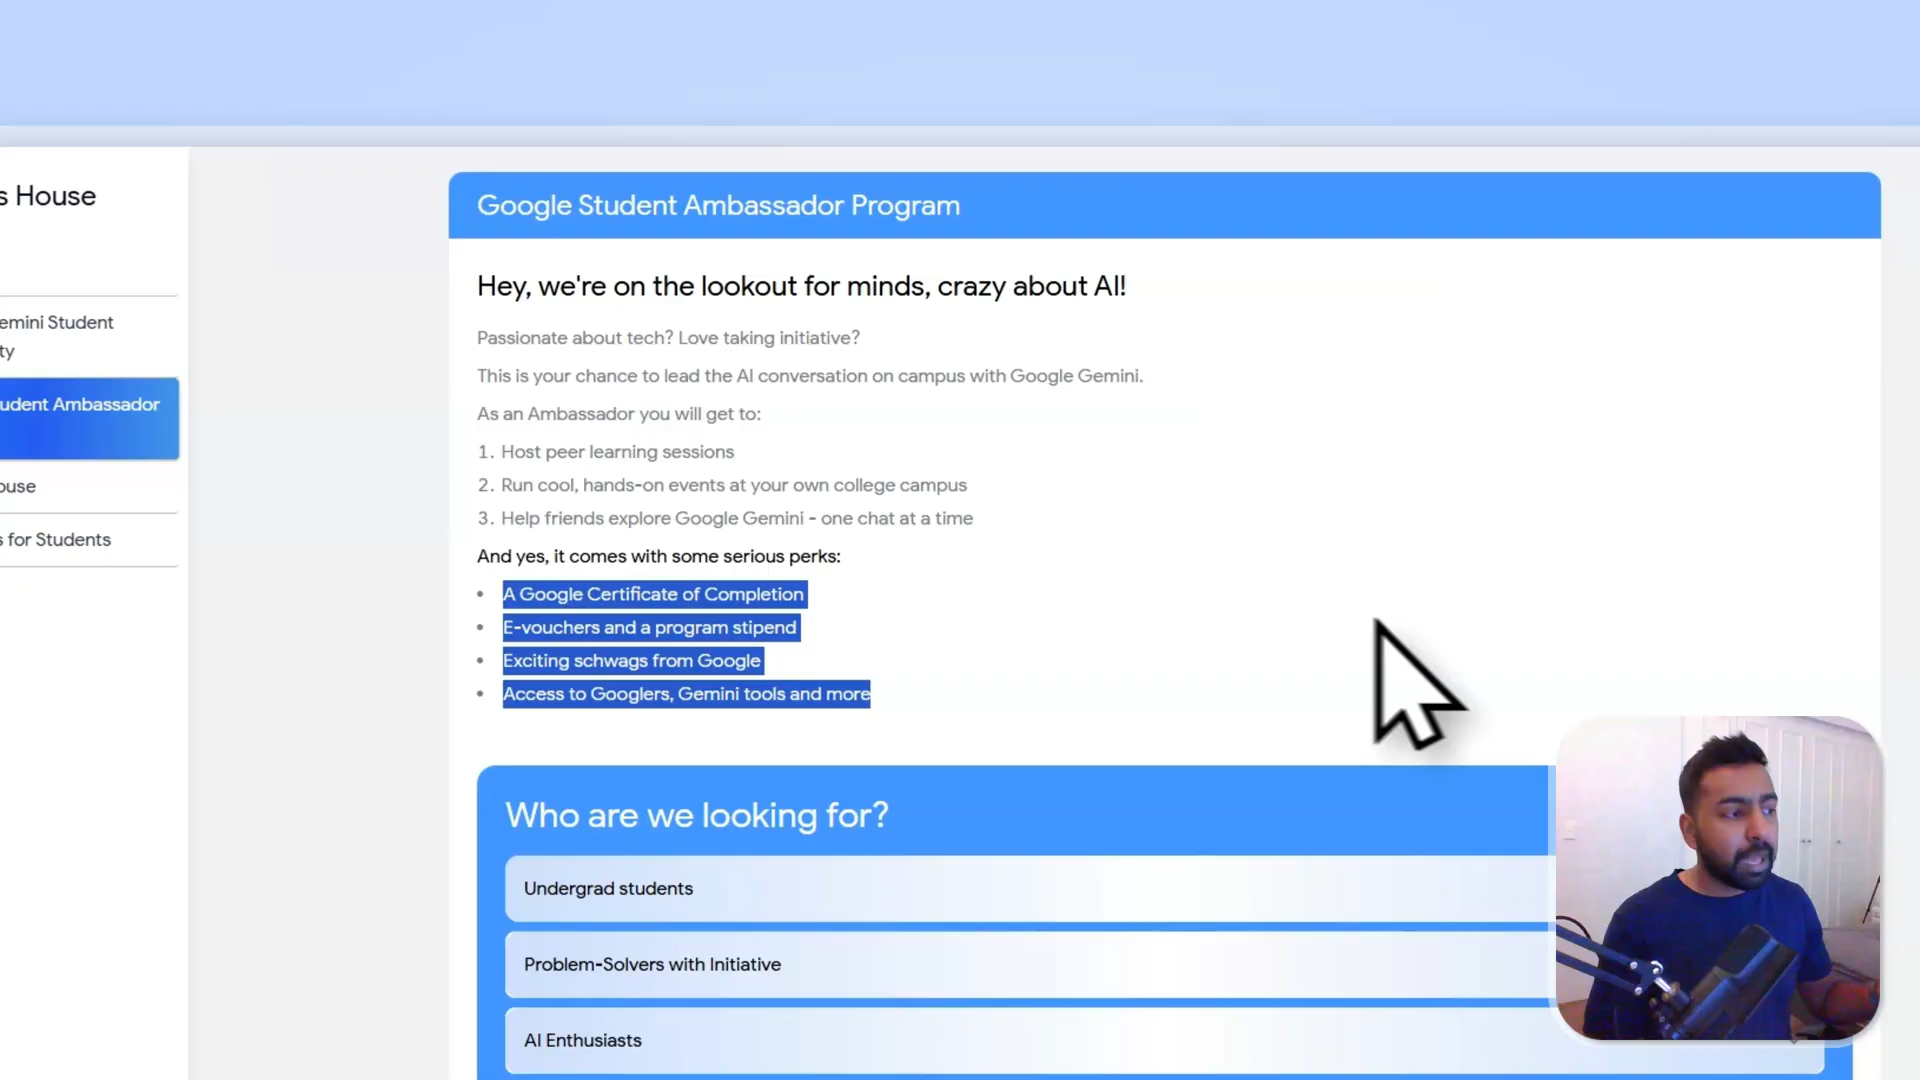 s House
emini Student
ty
udent Ambassador
ouse
s for Students
Google Student Ambassador Program
Hey, we're on the lookout for minds, crazy about AI!
Passionate about tech? Love taking initiative?
This is your chance to lead the AI conversation on campus with Google Gemini.
As an Ambassador you will get to:
1. Host peer learning sessions
2. Run cool, hands-on events at your own college campus
3. Help friends explore Google Gemini - one chat at a time
And yes, it comes with some serious perks:
• A Google Certificate of Completion
• E-vouchers and a program stipend
• Exciting schwags from Google
• Access to Googlers, Gemini tools and more
Who are we looking for?
Undergrad students
Problem-Solvers with Initiative
AI Enthusiasts